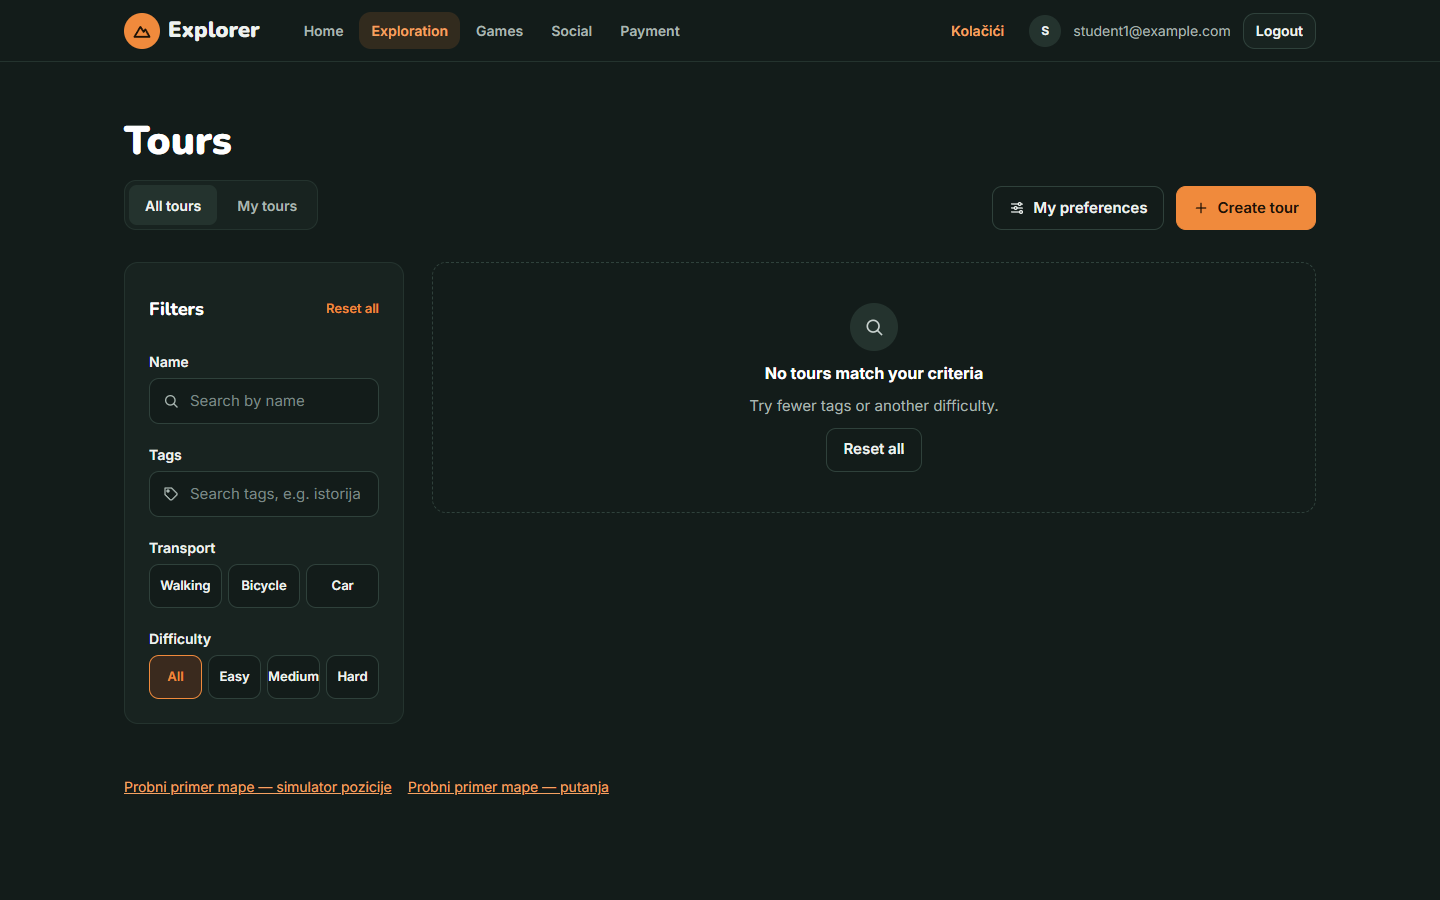 Explorer
Home
Exploration
Games
Social
Payment
Kolačići
S
student1@example.com
Logout
Tours
All tours
My tours
My preferences
Create tour
Filters
Reset all
Name
Search by name
Tags
Search tags, e.g. istorija
Transport
Walking
Bicycle
Car
Difficulty
All
Easy
Medium
Hard
No tours match your criteria
Try fewer tags or another difficulty.
Reset all
Probni primer mape — simulator pozicije
Probni primer mape — putanja